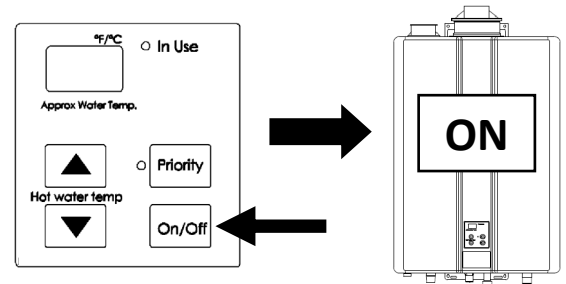 °F/°C
In Use
Approx Water Temp.
Priority
Hot water temp
On/Off
ON